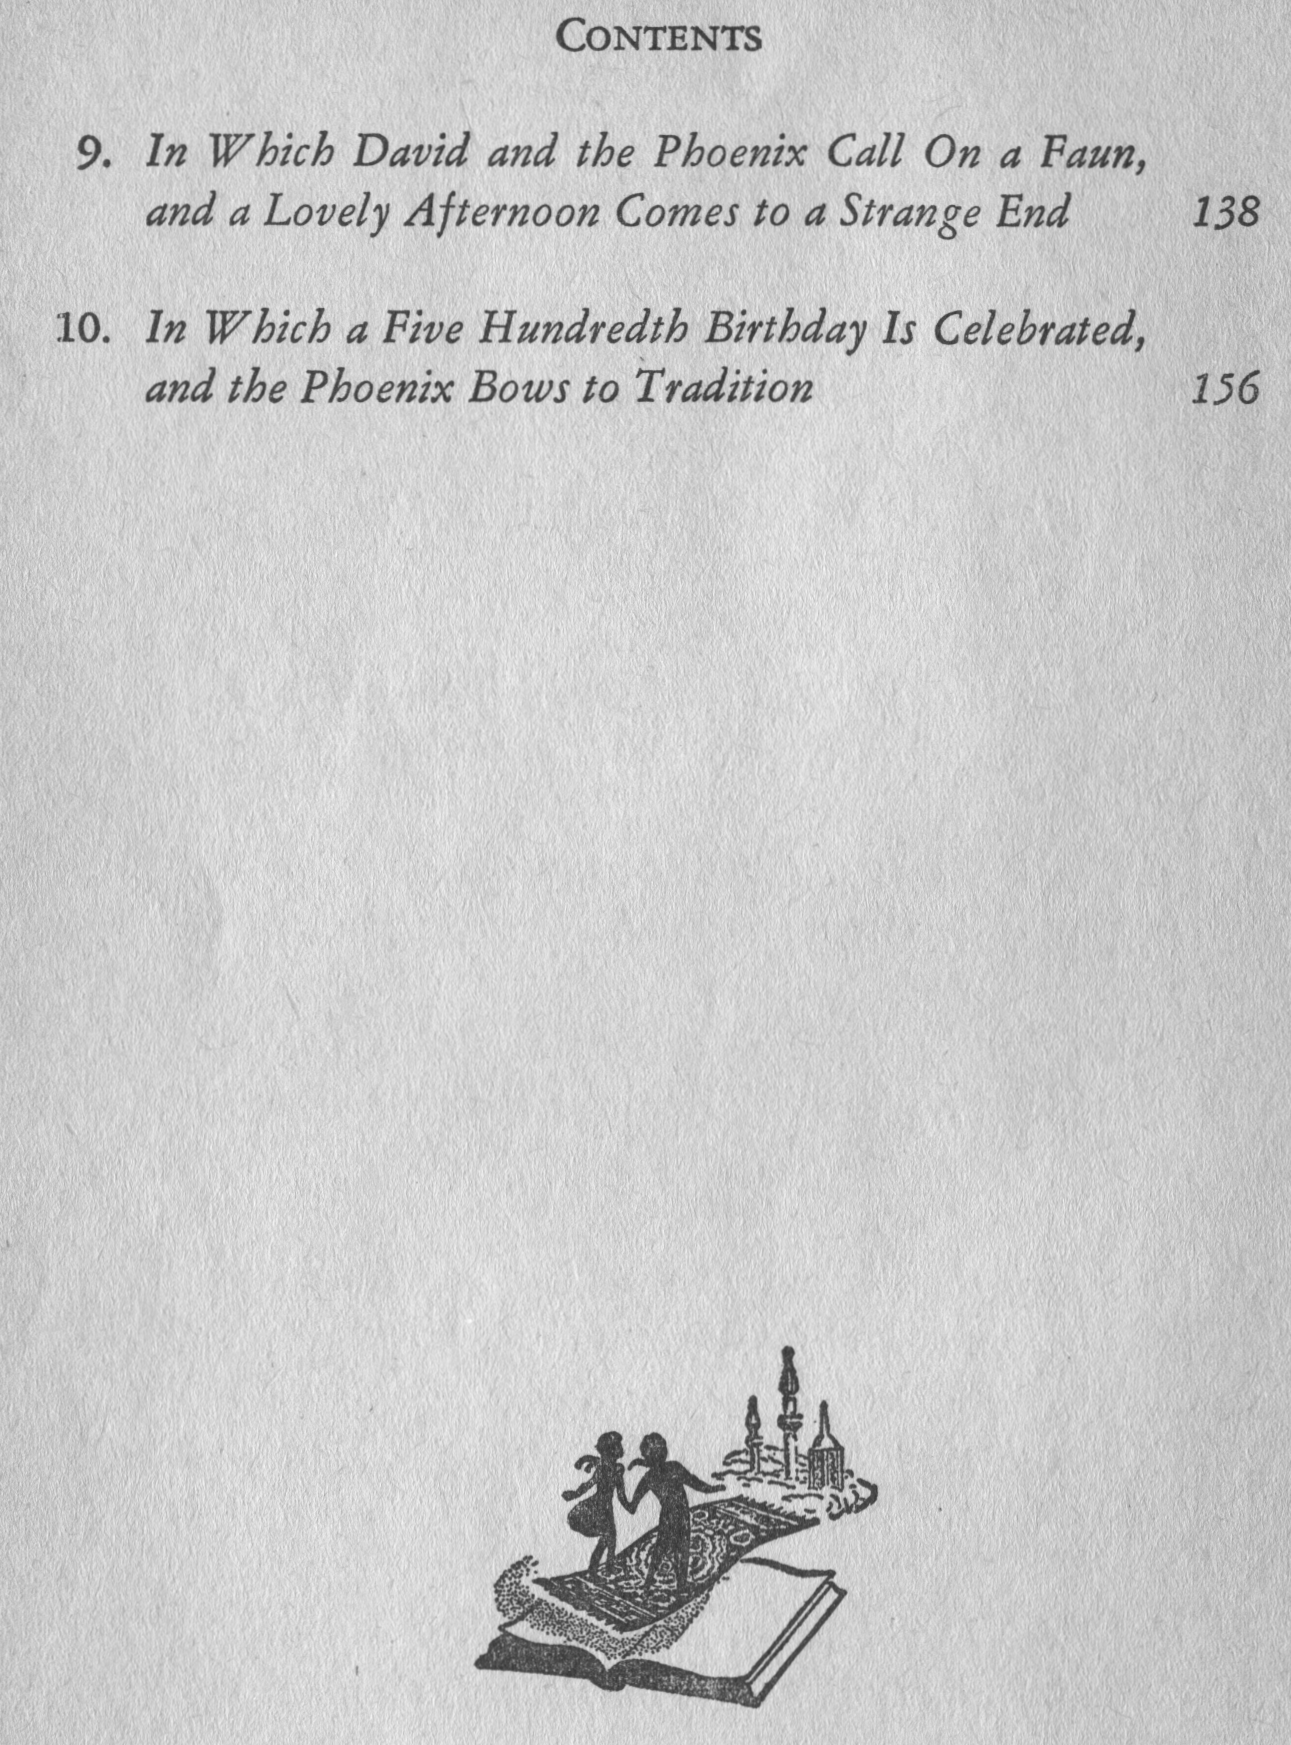 CONTENTS
9. In Which David and the Phoenix Call On a Faun,
and a Lovely Afternoon Comes to a Strange End 138
10. In Which a Five Hundredth Birthday Is Celebrated,
and the Phoenix Bows to Tradition 156